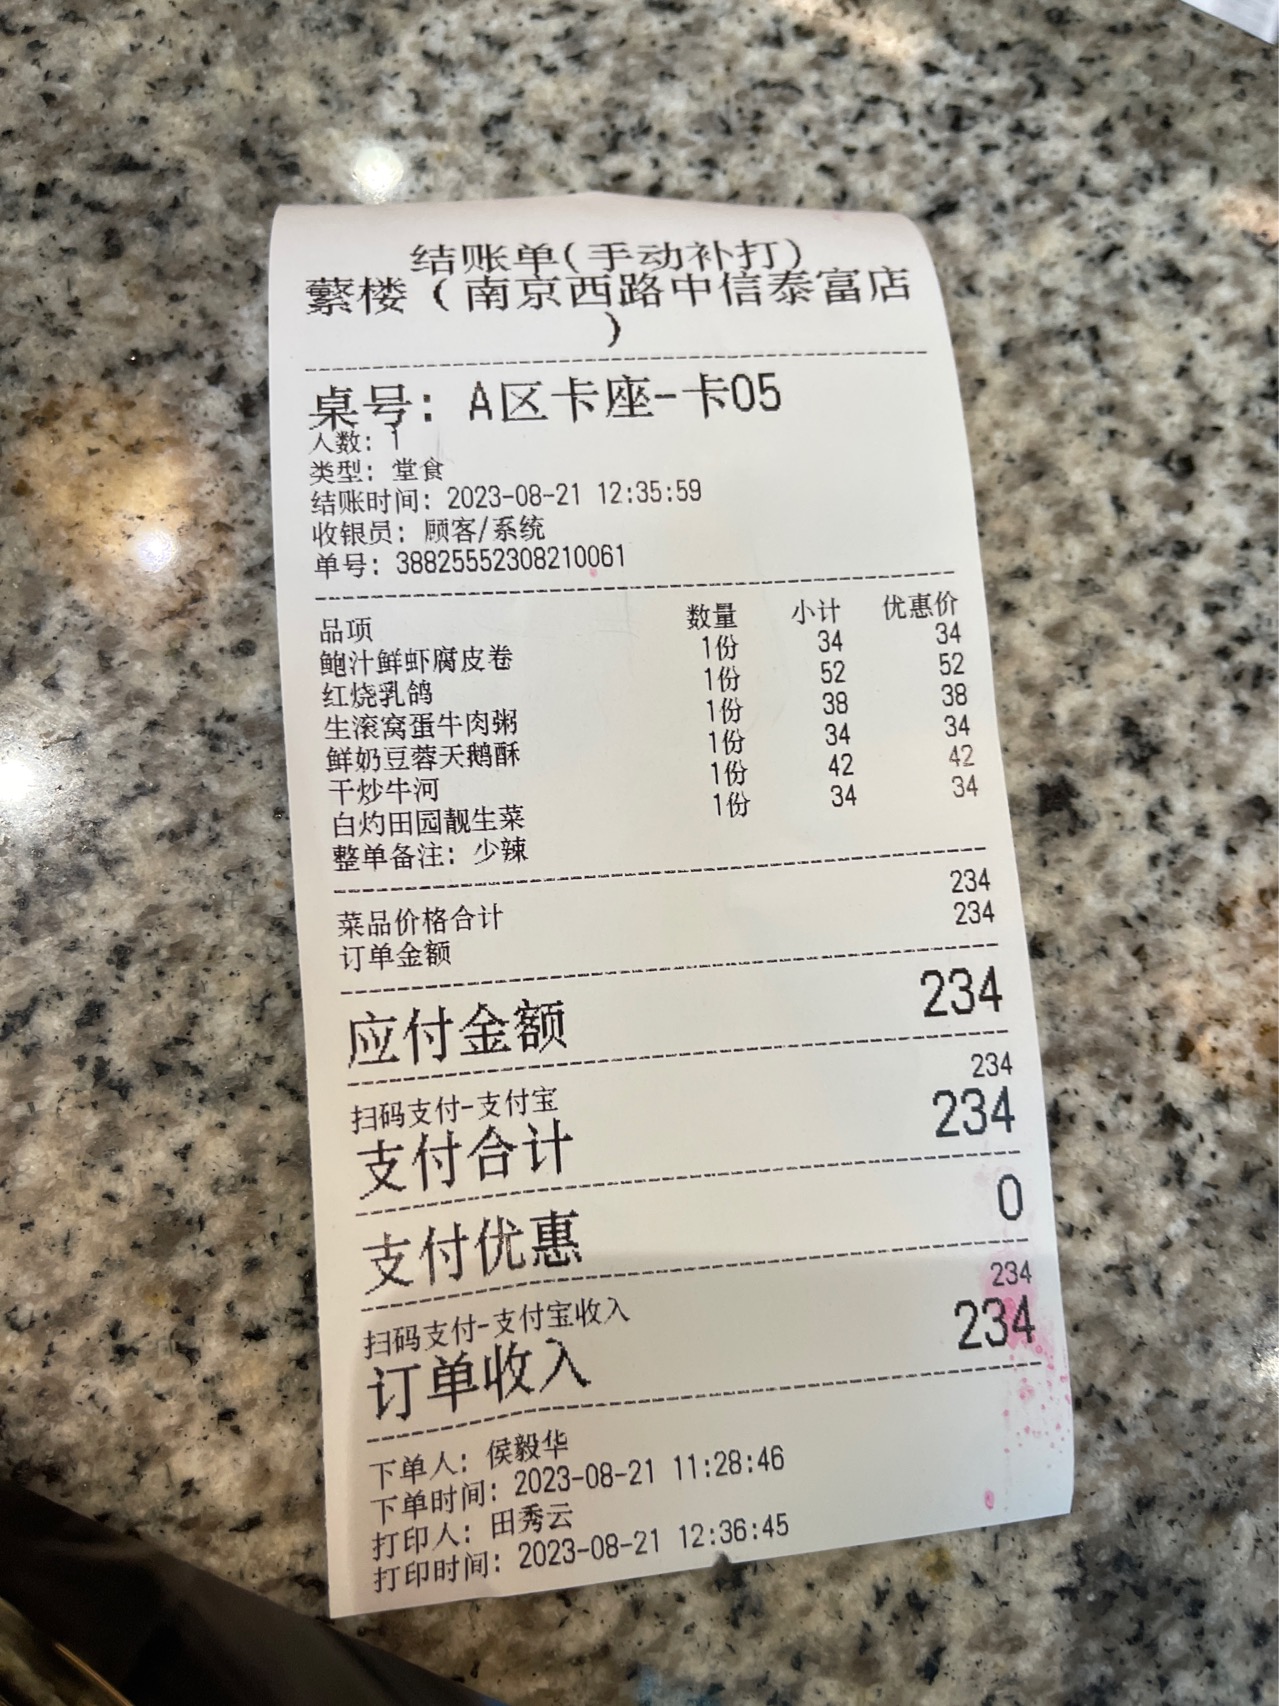 结账单(手动补打)
蘩楼(南京西路中信泰富店
)
桌号: A区卡座-卡05
人数: 1
类型: 堂食
结账时间: 2023-08-21 12:35:59
收银员: 顾客/系统
单号: 388255552308210061
品项 数量 小计 优惠价
鲍汁鲜虾腐皮卷 1份 34 34
红烧乳鸽 1份 52 52
生滚窝蛋牛肉粥 1份 38 38
鲜奶豆蓉天鹅酥 1份 34 34
干炒牛河 1份 42 42
白灼田园靓生菜 1份 34 34
整单备注: 少辣
菜品价格合计 234
订单金额 234
应付金额 234
扫码支付-支付宝 234
支付合计 234
支付优惠 0
扫码支付-支付宝收入 234
订单收入 234
下单人: 侯毅华
下单时间: 2023-08-21 11:28:46
打印人: 田秀云
打印时间: 2023-08-21 12:36:45